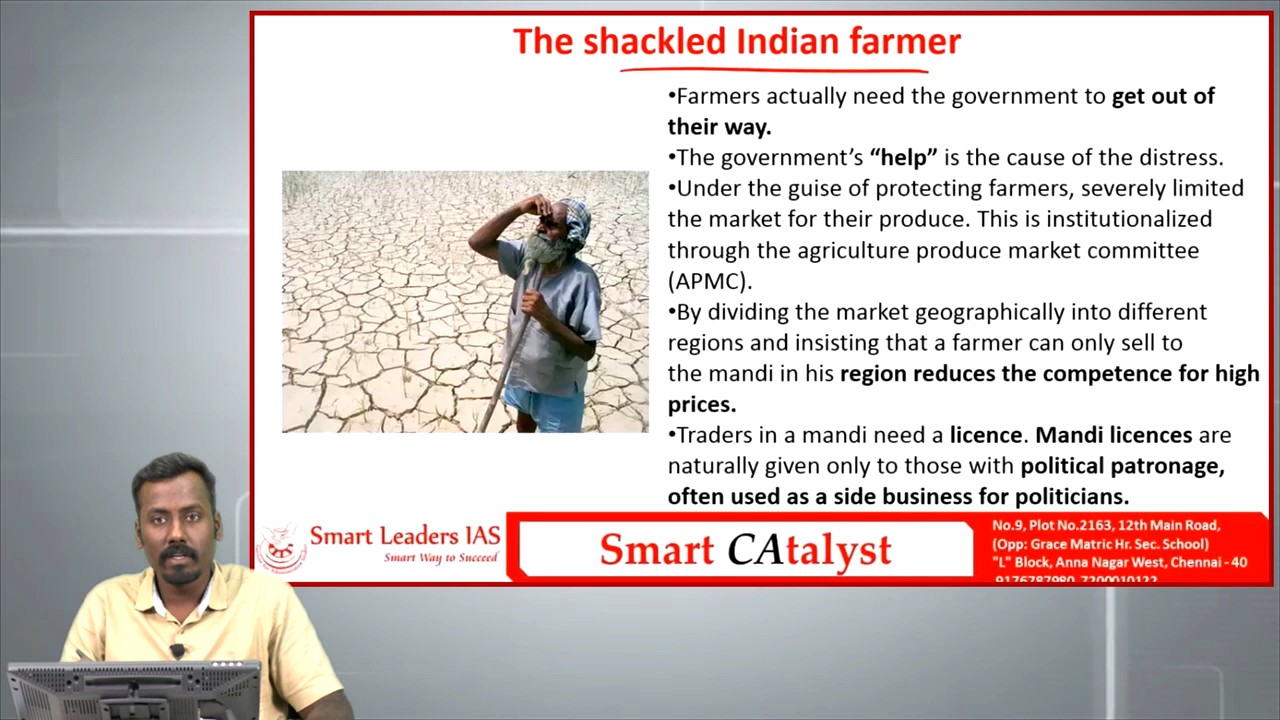 The shackled Indian farmer
•Farmers actually need the government to get out of
their way.
•The government’s “help” is the cause of the distress.
•Under the guise of protecting farmers, severely limited
the market for their produce. This is institutionalized
through the agriculture produce market committee
(APMC).
•By dividing the market geographically into different
regions and insisting that a farmer can only sell to
the mandi in his region reduces the competence for high
prices.
•Traders in a mandi need a licence. Mandi licences are
naturally given only to those with political patronage,
often used as a side business for politicians.
Smart Leaders IAS
Smart Way to Succeed
Smart CAtalyst
No.9, Plot No.2163, 12th Main Road,
(Opp: Grace Matric Hr. Sec. School)
"L" Block, Anna Nagar West, Chennai - 40
9176787980, 7200010122